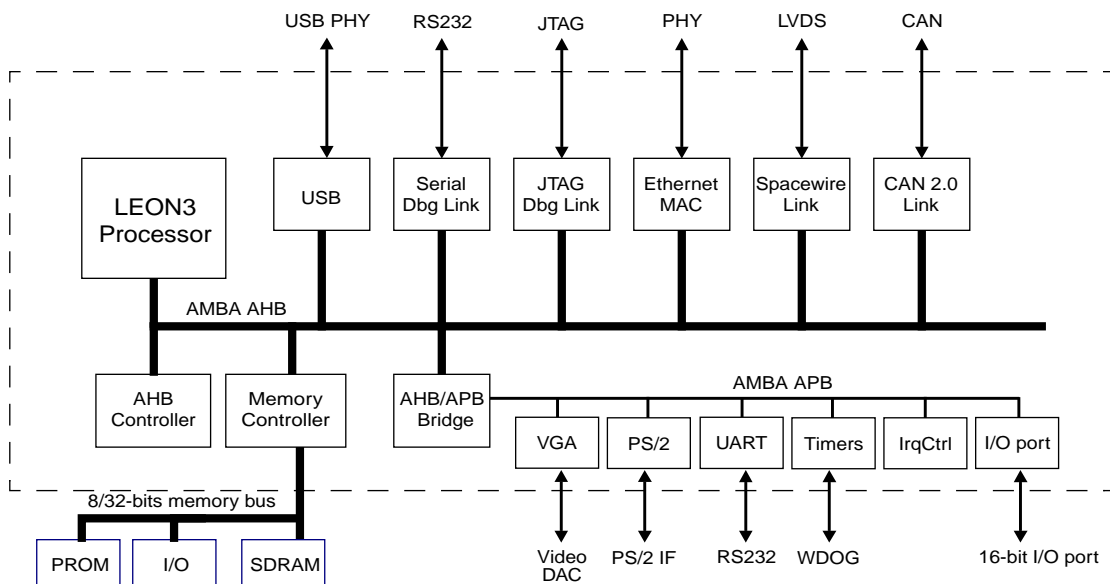 USB PHY
RS232
JTAG
PHY
LVDS
CAN
LEON3
Processor
USB
Serial
Dbg Link
JTAG
Dbg Link
Ethernet
MAC
Spacewire
Link
CAN 2.0
Link
AMBA AHB
AHB
Controller
Memory
Controller
AHB/APB
Bridge
AMBA APB
VGA
PS/2
UART
Timers
IrqCtrl
I/O port
8/32-bits memory bus
PROM
I/O
SDRAM
Video
DAC
PS/2 IF
RS232
WDOG
16-bit I/O port